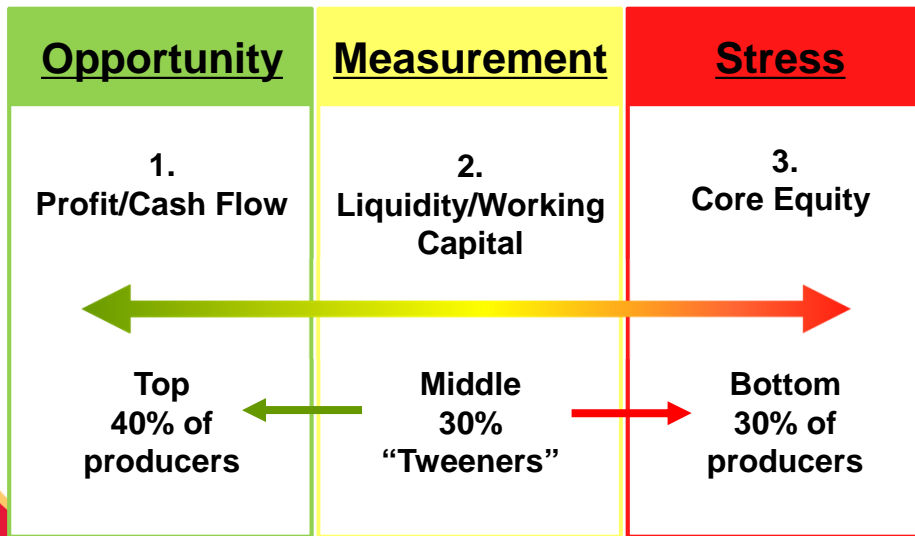 Opportunity
Measurement
Stress
1.
Profit/Cash Flow
2.
Liquidity/Working
Capital
3.
Core Equity
Top
40% of
producers
Middle
30%
“Tweeners”
Bottom
30% of
producers